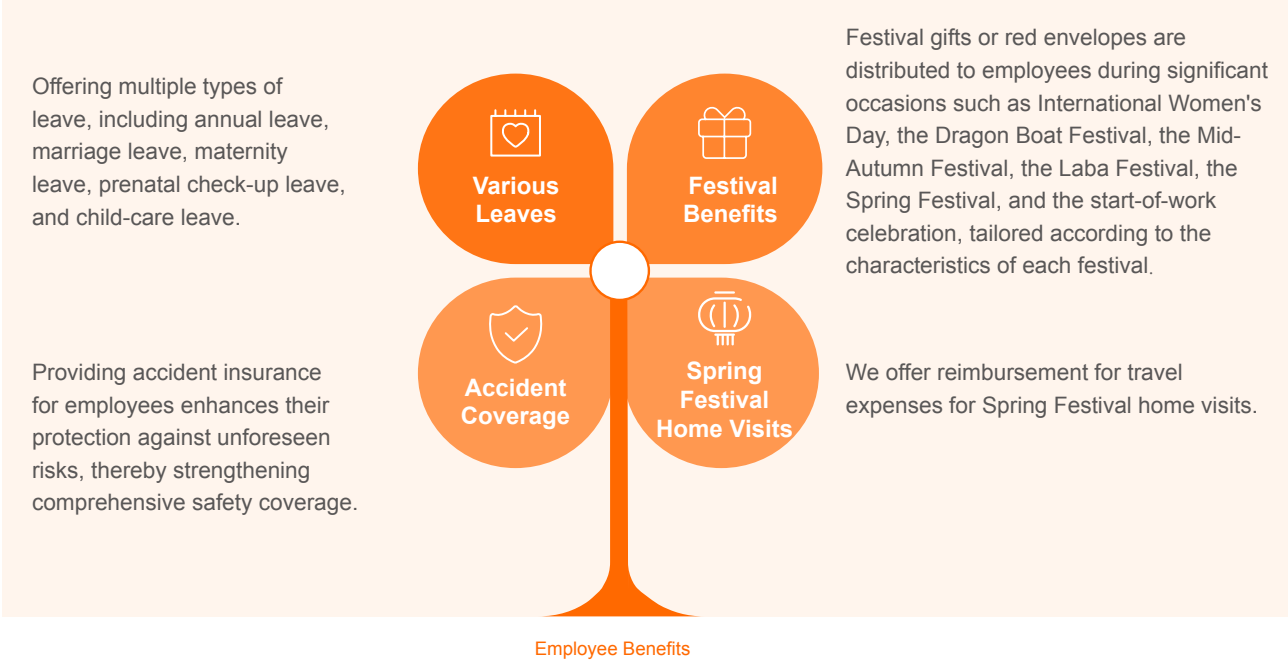 Offering multiple types of
leave, including annual leave,
marriage leave, maternity
leave, prenatal check-up leave,
and child-care leave.
Various
Leaves
Festival
Benefits
Festival gifts or red envelopes are
distributed to employees during significant
occasions such as International Women's
Day, the Dragon Boat Festival, the Mid-
Autumn Festival, the Laba Festival, the
Spring Festival, and the start-of-work
celebration, tailored according to the
characteristics of each festival.
Providing accident insurance
for employees enhances their
protection against unforeseen
risks, thereby strengthening
comprehensive safety coverage.
Accident
Coverage
Spring
Festival
Home Visits
We offer reimbursement for travel
expenses for Spring Festival home visits.
Employee Benefits